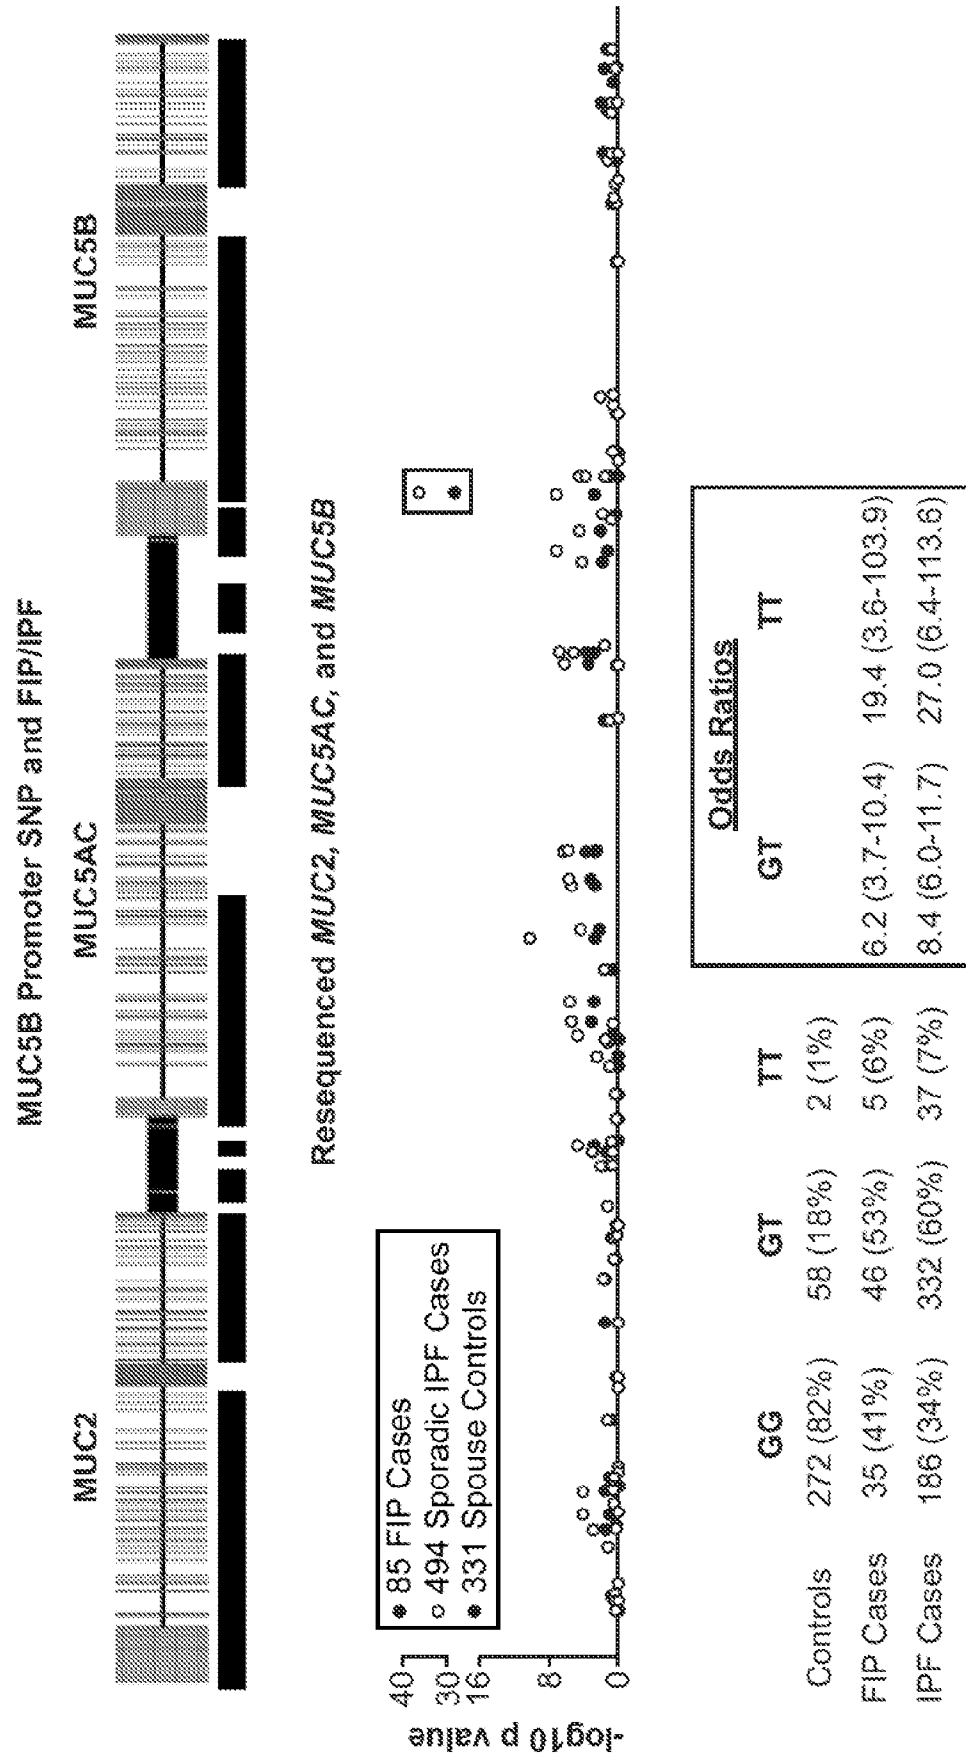 MUC5B Promoter SNP and FIP/IPF
MUC2 MUC5AC MUC5B
Resequenced MUC2, MUC5AC, and MUC5B
• 85 FIP Cases
○ 494 Sporadic IPF Cases
• 331 Spouse Controls
-log10 p value
40
30
16
8
0
Odds Ratios
GG GT TT GT TT
Controls 272 (82%) 58 (18%) 2 (1%)
FIP Cases 35 (41%) 46 (53%) 5 (6%) 6.2 (3.7-10.4) 19.4 (3.6-103.9)
IPF Cases 186 (34%) 332 (60%) 37 (7%) 8.4 (6.0-11.7) 27.0 (6.4-113.6)